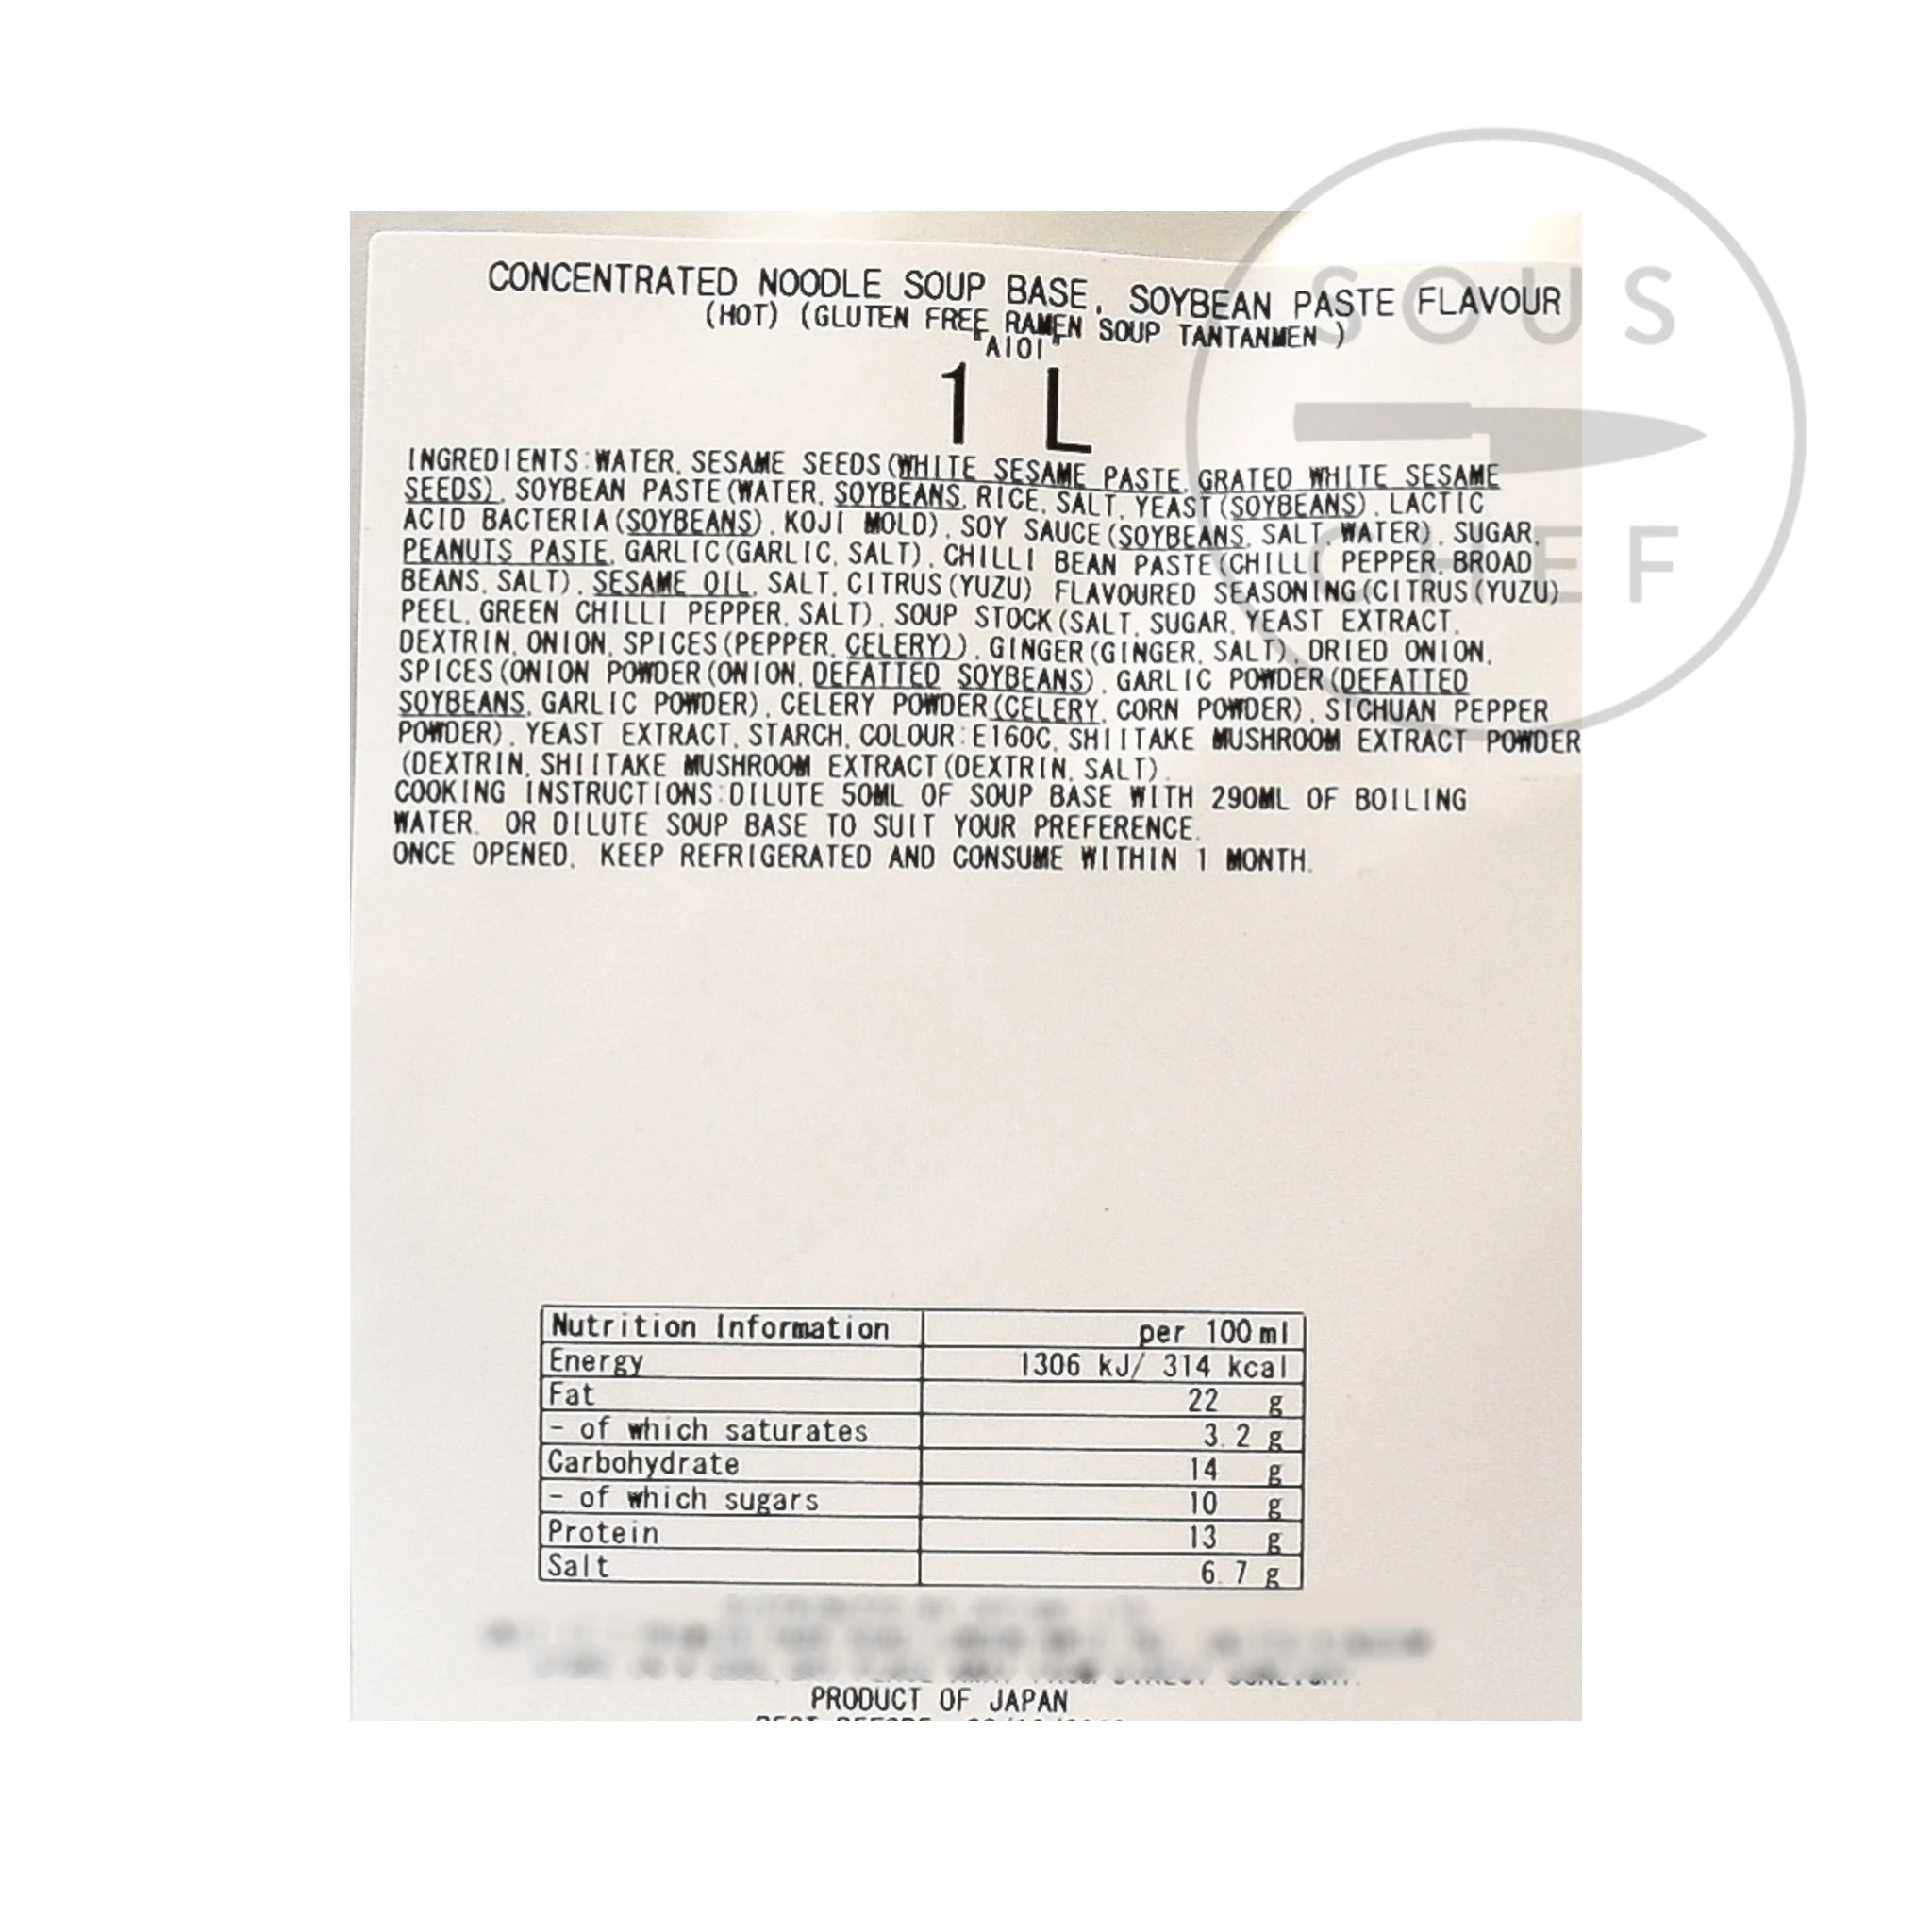 SOUS
CHEF
CONCENTRATED NOODLE SOUP BASE, SOYBEAN PASTE FLAVOUR
(HOT) (GLUTEN FREE RAMEN SOUP TANTANMEN )
"AIOI"
1 L
INGREDIENTS:WATER, SESAME SEEDS(WHITE SESAME PASTE, GRATED WHITE SESAME
SEEDS), SOYBEAN PASTE(WATER, SOYBEANS, RICE, SALT, YEAST(SOYBEANS), LACTIC
ACID BACTERIA(SOYBEANS), KOJI MOLD), SOY SAUCE(SOYBEANS, SALT, WATER), SUGAR,
PEANUTS PASTE, GARLIC(GARLIC, SALT), CHILLI BEAN PASTE(CHILLI PEPPER, BROAD
BEANS, SALT), SESAME OIL, SALT, CITRUS(YUZU) FLAVOURED SEASONING(CITRUS(YUZU)
PEEL, GREEN CHILLI PEPPER, SALT), SOUP STOCK(SALT, SUGAR, YEAST EXTRACT,
DEXTRIN, ONION, SPICES(PEPPER, CELERY)), GINGER(GINGER, SALT), DRIED ONION,
SPICES(ONION POWDER(ONION, DEFATTED SOYBEANS), GARLIC POWDER(DEFATTED
SOYBEANS, GARLIC POWDER), CELERY POWDER(CELERY, CORN POWDER), SICHUAN PEPPER
POWDER), YEAST EXTRACT, STARCH, COLOUR:E160C, SHIITAKE MUSHROOM EXTRACT POWDER
(DEXTRIN, SHIITAKE MUSHROOM EXTRACT(DEXTRIN, SALT).
COOKING INSTRUCTIONS:DILUTE 50ML OF SOUP BASE WITH 290ML OF BOILING
WATER. OR DILUTE SOUP BASE TO SUIT YOUR PREFERENCE.
ONCE OPENED, KEEP REFRIGERATED AND CONSUME WITHIN 1 MONTH.
Nutrition Information per 100ml
Energy 1306 kJ/ 314 kcal
Fat 22 g
- of which saturates 3.2 g
Carbohydrate 14 g
- of which sugars 10 g
Protein 13 g
Salt 6.7 g
PRODUCT OF JAPAN